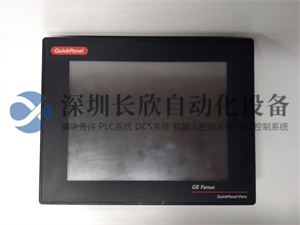 QuickPanel
深圳长欣自动化设备
模块备件 PLC系统 DCS系统 机器人控制系统 伺服控制系统
GE Fanuc
QuickPanel View